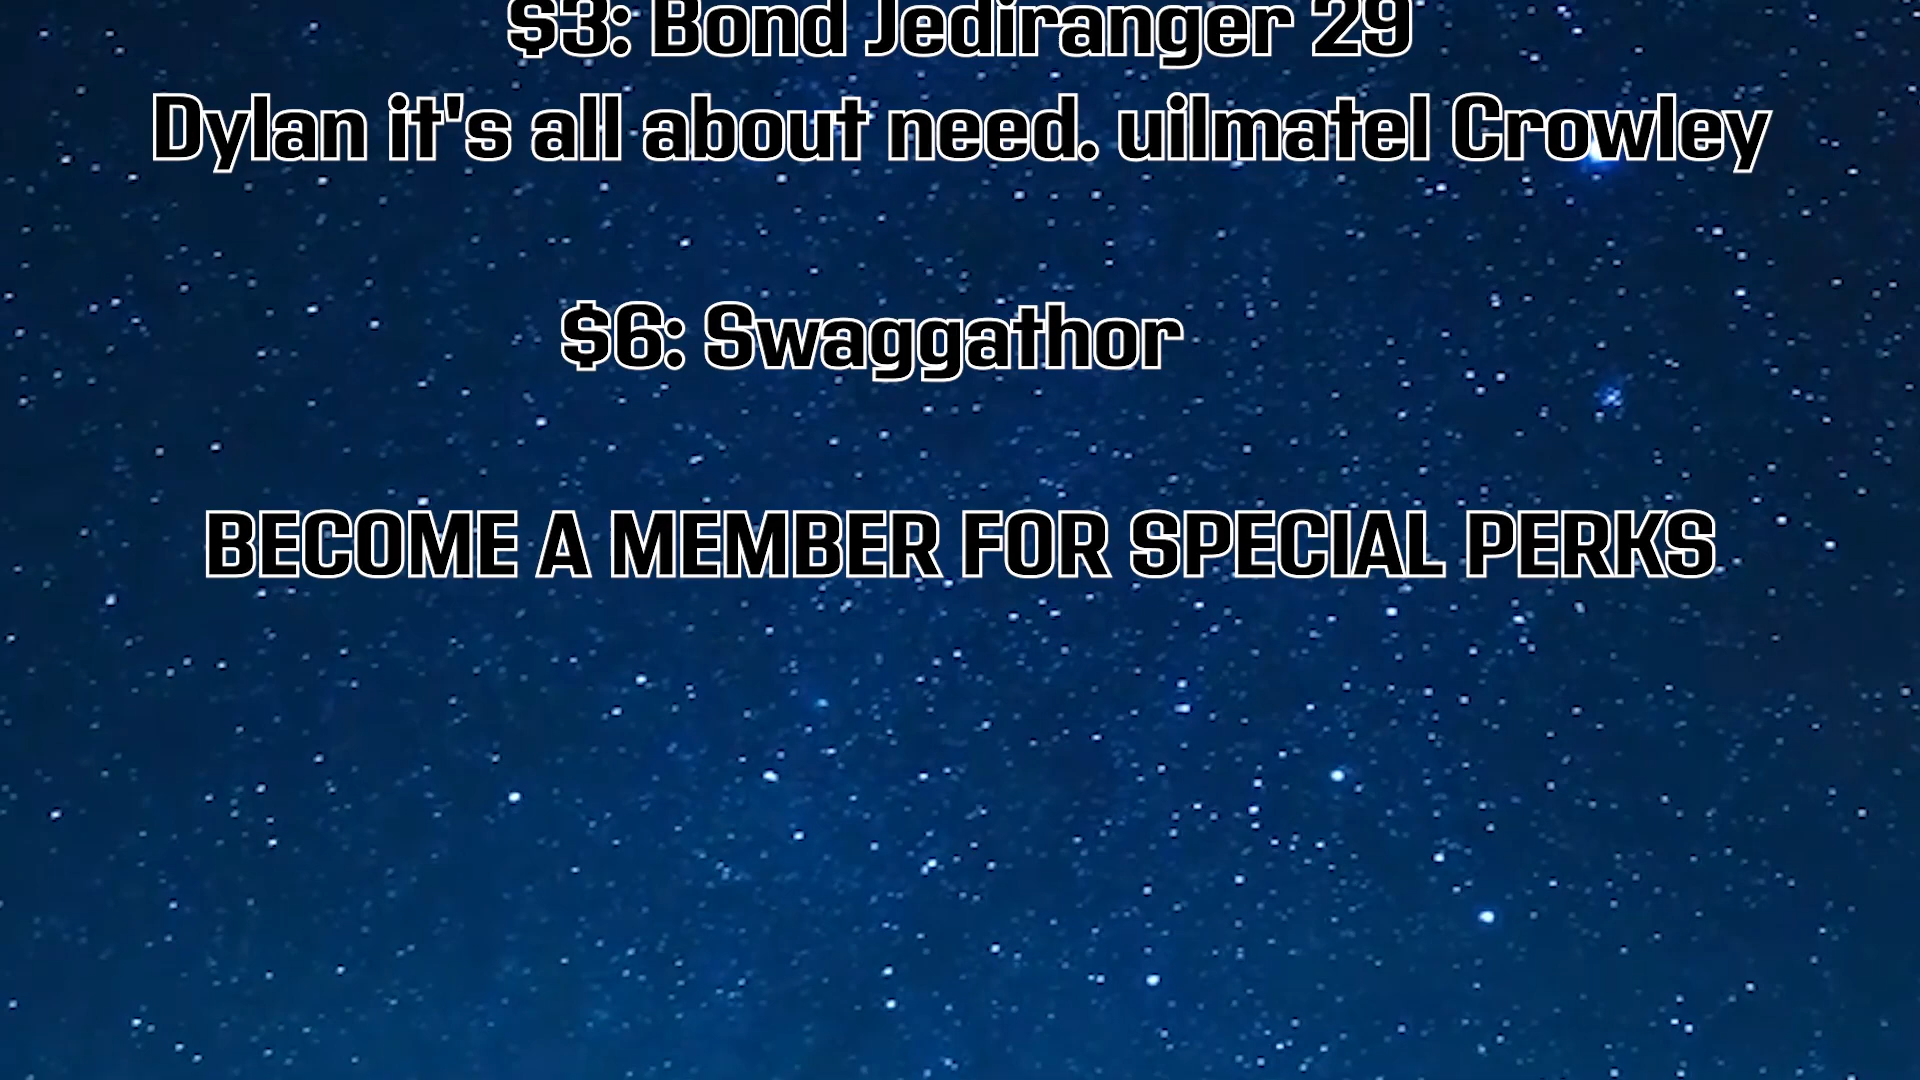 $3: Bond Jediranger 29
Dylan it's all about need. uilmatel Crowley
$6: Swaggathor
BECOME A MEMBER FOR SPECIAL PERKS